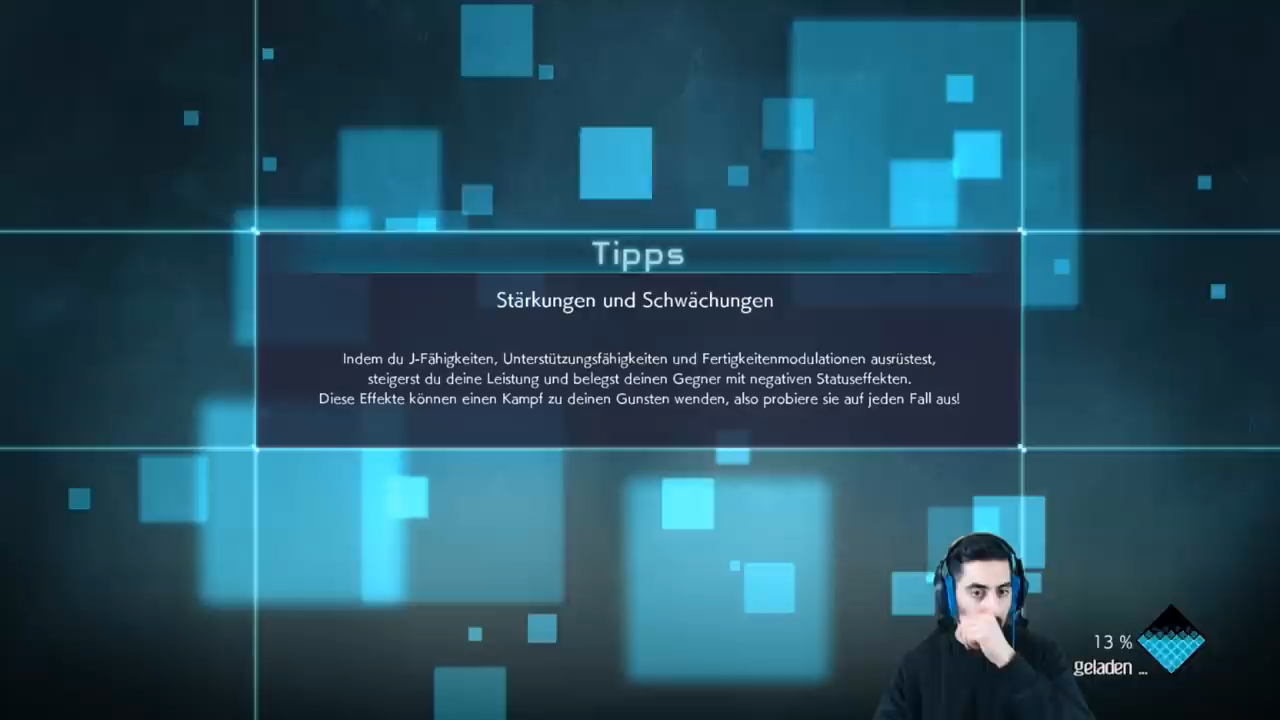 Tipps
Stärkungen und Schwächungen
Indem du J-Fähigkeiten, Unterstützungsfähigkeiten und Fertigkeitenmodulationen ausrüstest,
steigerst du deine Leistung und belegst deinen Gegner mit negativen Statuseffekten.
Diese Effekte können einen Kampf zu deinen Gunsten wenden, also probiere sie auf jeden Fall aus!
13 %
geladen ...